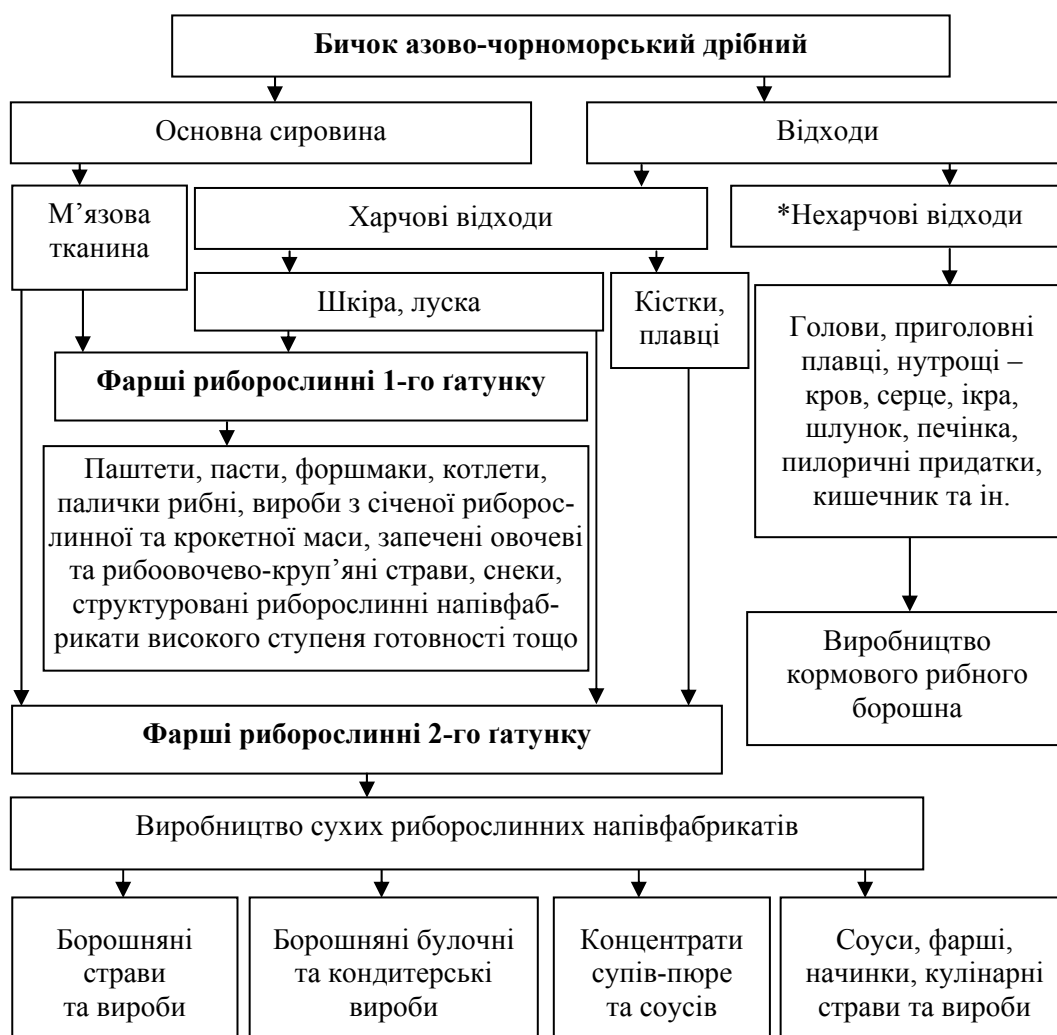 Бичок азово-чорноморський дрібний
Основна сировина
Відходи
М’язова
тканина
Харчові відходи
*Нехарчові відходи
Шкіра, луска
Кістки,
плавці
Голови, приголовні
плавці, нутрощі –
кров, серце, ікра,
шлунок, печінка,
пилоричні придатки,
кишечник та ін.
Фарші риборослинні 1-го ґатунку
Паштети, пасти, форшмаки, котлети,
палички рибні, вироби з січеної риборос-
линної та крокетної маси, запечені овочеві
та рибоовочево-круп’яні страви, снеки,
структуровані риборослинні напівфаб-
рикати високого ступеня готовності тощо
Виробництво
кормового рибного
борошна
Фарші риборослинні 2-го ґатунку
Виробництво сухих риборослинних напівфабрикатів
Борошняні
страви
та вироби
Борошняні булочні
та кондитерські
вироби
Концентрати
супів-пюре
та соусів
Соуси, фарші,
начинки, кулінарні
страви та вироби